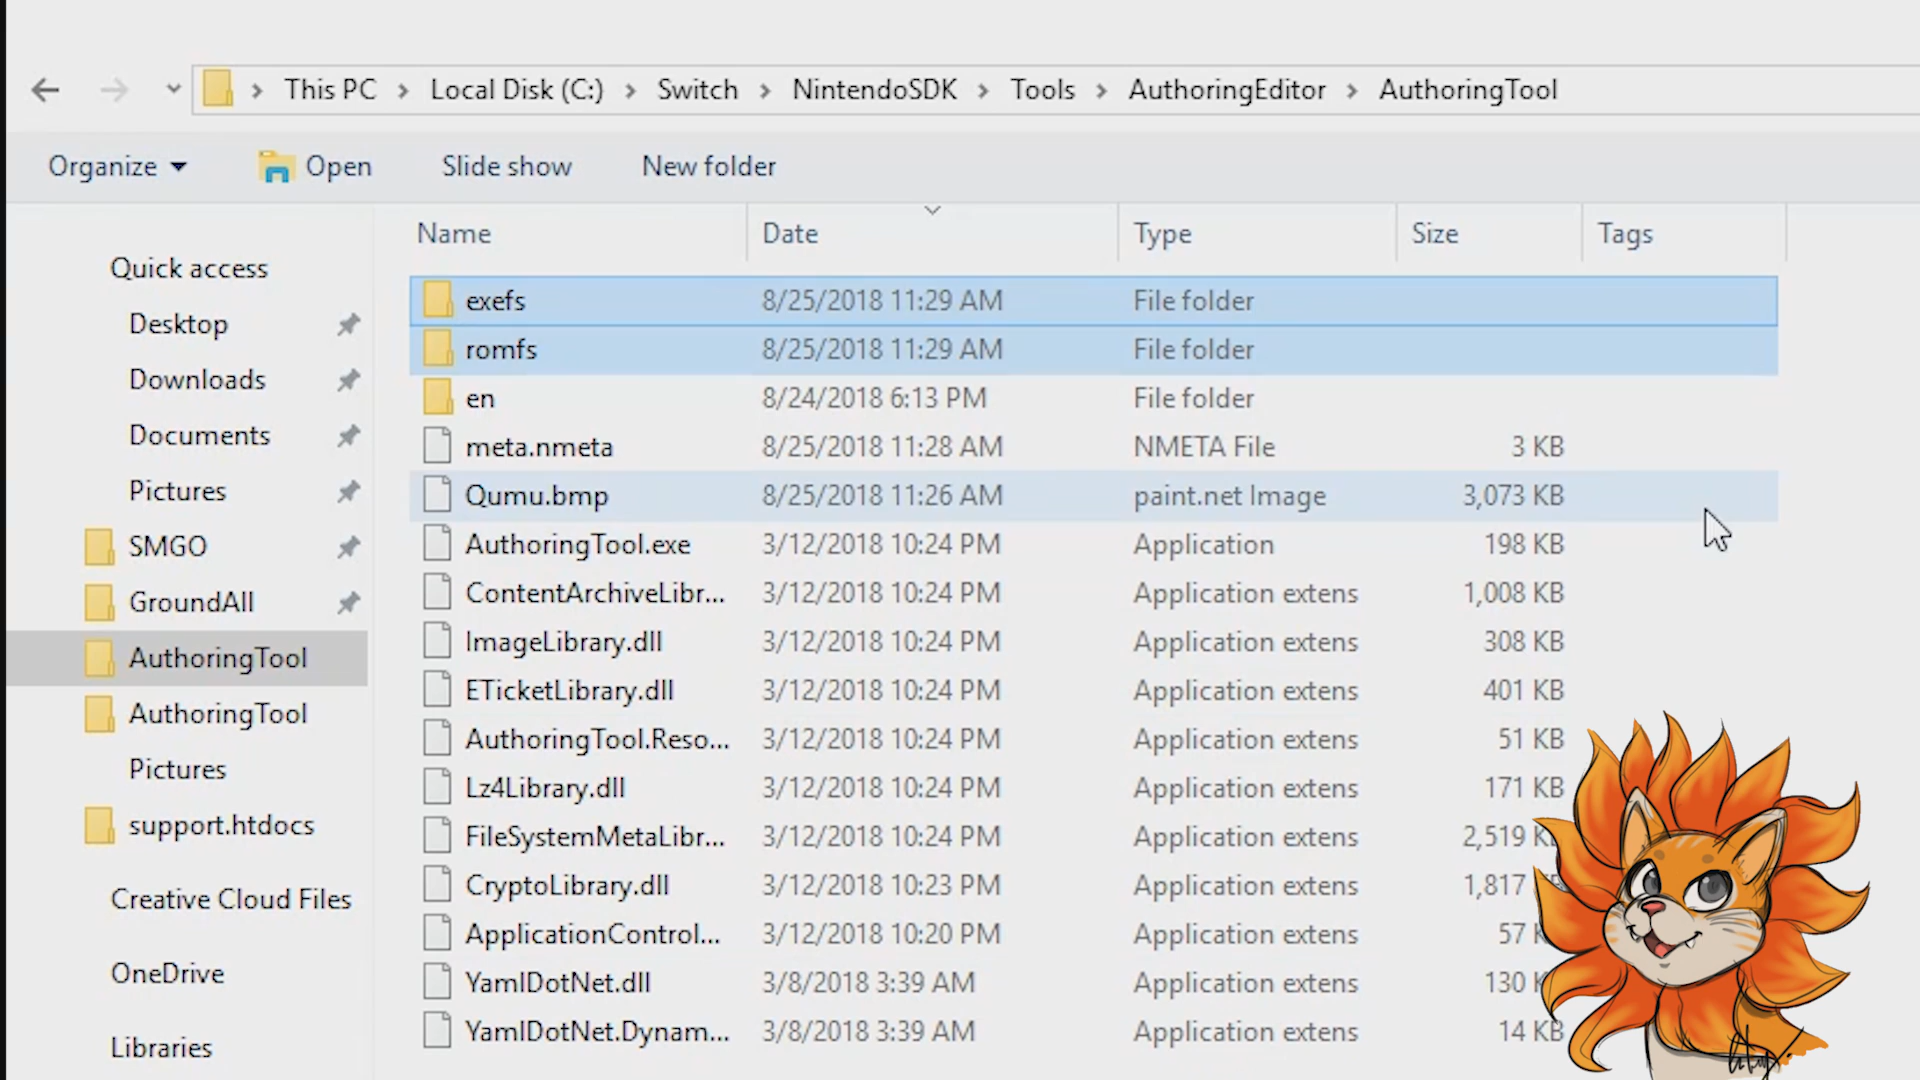 This PC > Local Disk (C:) > Switch > NintendoSDK > Tools > AuthoringEditor > AuthoringTool
Organize Open Slide show New folder
Name Date Type Size Tags
Quick access
Desktop
Downloads
Documents
Pictures
SMGO
GroundAll
AuthoringTool
AuthoringTool
Pictures
support.htdocs
Creative Cloud Files
OneDrive
Libraries
exefs 8/25/2018 11:29 AM File folder
romfs 8/25/2018 11:29 AM File folder
en 8/24/2018 6:13 PM File folder
meta.nmeta 8/25/2018 11:28 AM NMETA File 3 KB
Qumu.bmp 8/25/2018 11:26 AM paint.net Image 3,073 KB
AuthoringTool.exe 3/12/2018 10:24 PM Application 198 KB
ContentArchiveLibr... 3/12/2018 10:24 PM Application extens 1,008 KB
ImageLibrary.dll 3/12/2018 10:24 PM Application extens 308 KB
ETicketLibrary.dll 3/12/2018 10:24 PM Application extens 401 KB
AuthoringTool.Reso... 3/12/2018 10:24 PM Application extens 51 KB
Lz4Library.dll 3/12/2018 10:24 PM Application extens 171 KB
FileSystemMetaLibr... 3/12/2018 10:24 PM Application extens 2,519 KB
CryptoLibrary.dll 3/12/2018 10:23 PM Application extens 1,817 KB
ApplicationControl... 3/12/2018 10:20 PM Application extens 57 K
YamlDotNet.dll 3/8/2018 3:39 AM Application extens 130 K
YamlDotNet.Dynam... 3/8/2018 3:39 AM Application extens 14 KB